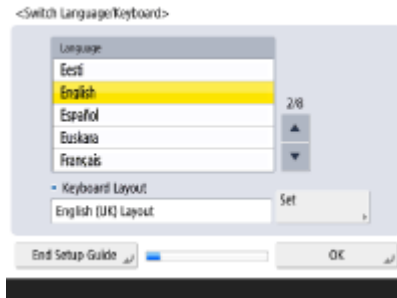 <Switch Language/Keyboard>
Language
Eesti
English
Español
Euskara
Français
2/8
Keyboard Layout
English (UK) Layout
Set
End Setup Guide
OK